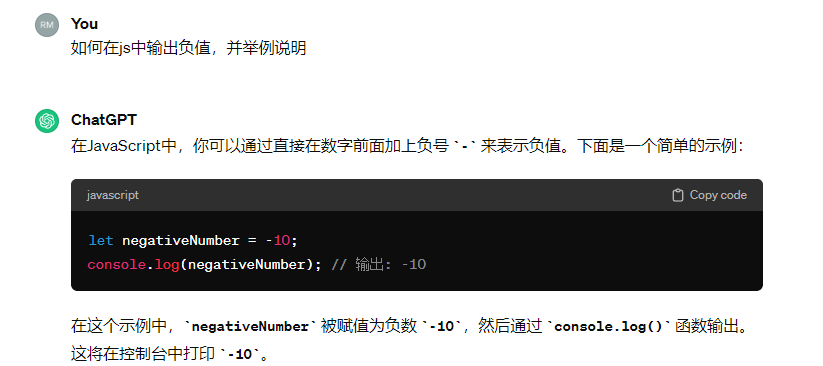 RM
You
如何在js中输出负值，并举例说明
ChatGPT
在JavaScript中，你可以通过直接在数字前面加上负号 `-` 来表示负值。下面是一个简单的示例：
javascript
Copy code
let negativeNumber = -10;
console.log(negativeNumber); // 输出: -10
在这个示例中，`negativeNumber` 被赋值为负数 `-10`，然后通过 `console.log()` 函数输出。
这将在控制台中打印 `-10`。